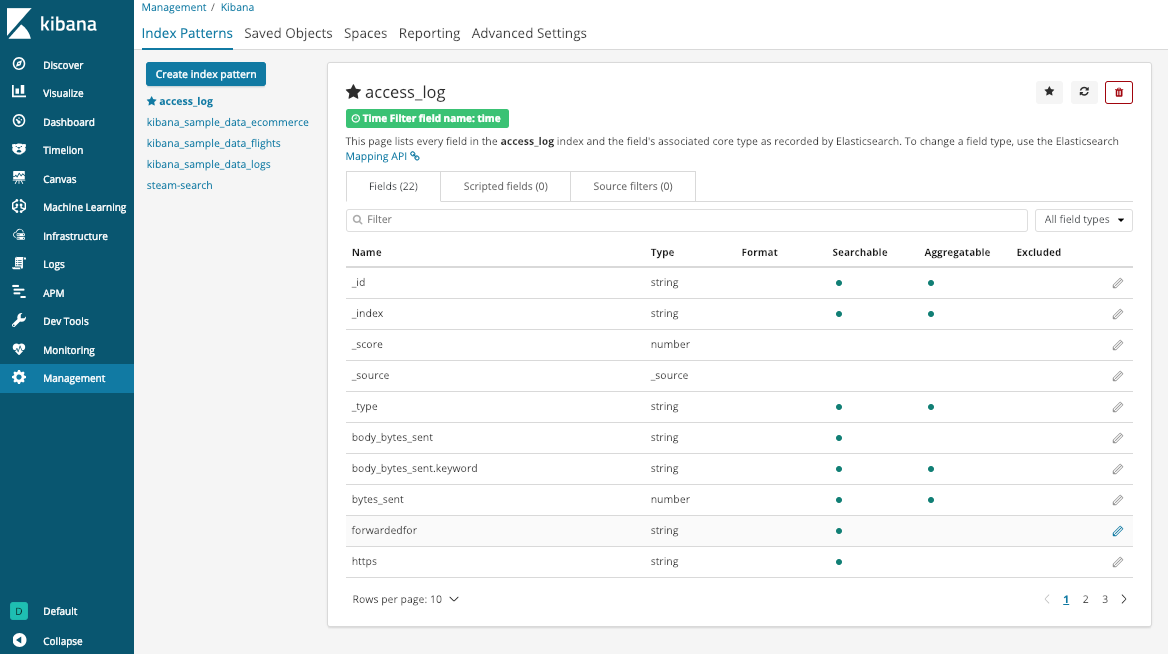 kibana
Discover
Visualize
Dashboard
Timelion
Canvas
Machine Learning
Infrastructure
Logs
APM
Dev Tools
Monitoring
Management
D Default
Collapse
Management / Kibana
Index Patterns Saved Objects Spaces Reporting Advanced Settings
Create index pattern
access_log
kibana_sample_data_ecommerce
kibana_sample_data_flights
kibana_sample_data_logs
steam-search
access_log
Time Filter field name: time
This page lists every field in the access_log index and the field's associated core type as recorded by Elasticsearch. To change a field type, use the Elasticsearch
Mapping API
Fields (22) Scripted fields (0) Source filters (0)
Filter All field types
Name Type Format Searchable Aggregatable Excluded
_id string
_index string
_score number
_source _source
_type string
body_bytes_sent string
body_bytes_sent.keyword string
bytes_sent number
forwardedfor string
https string
Rows per page: 10 1 2 3